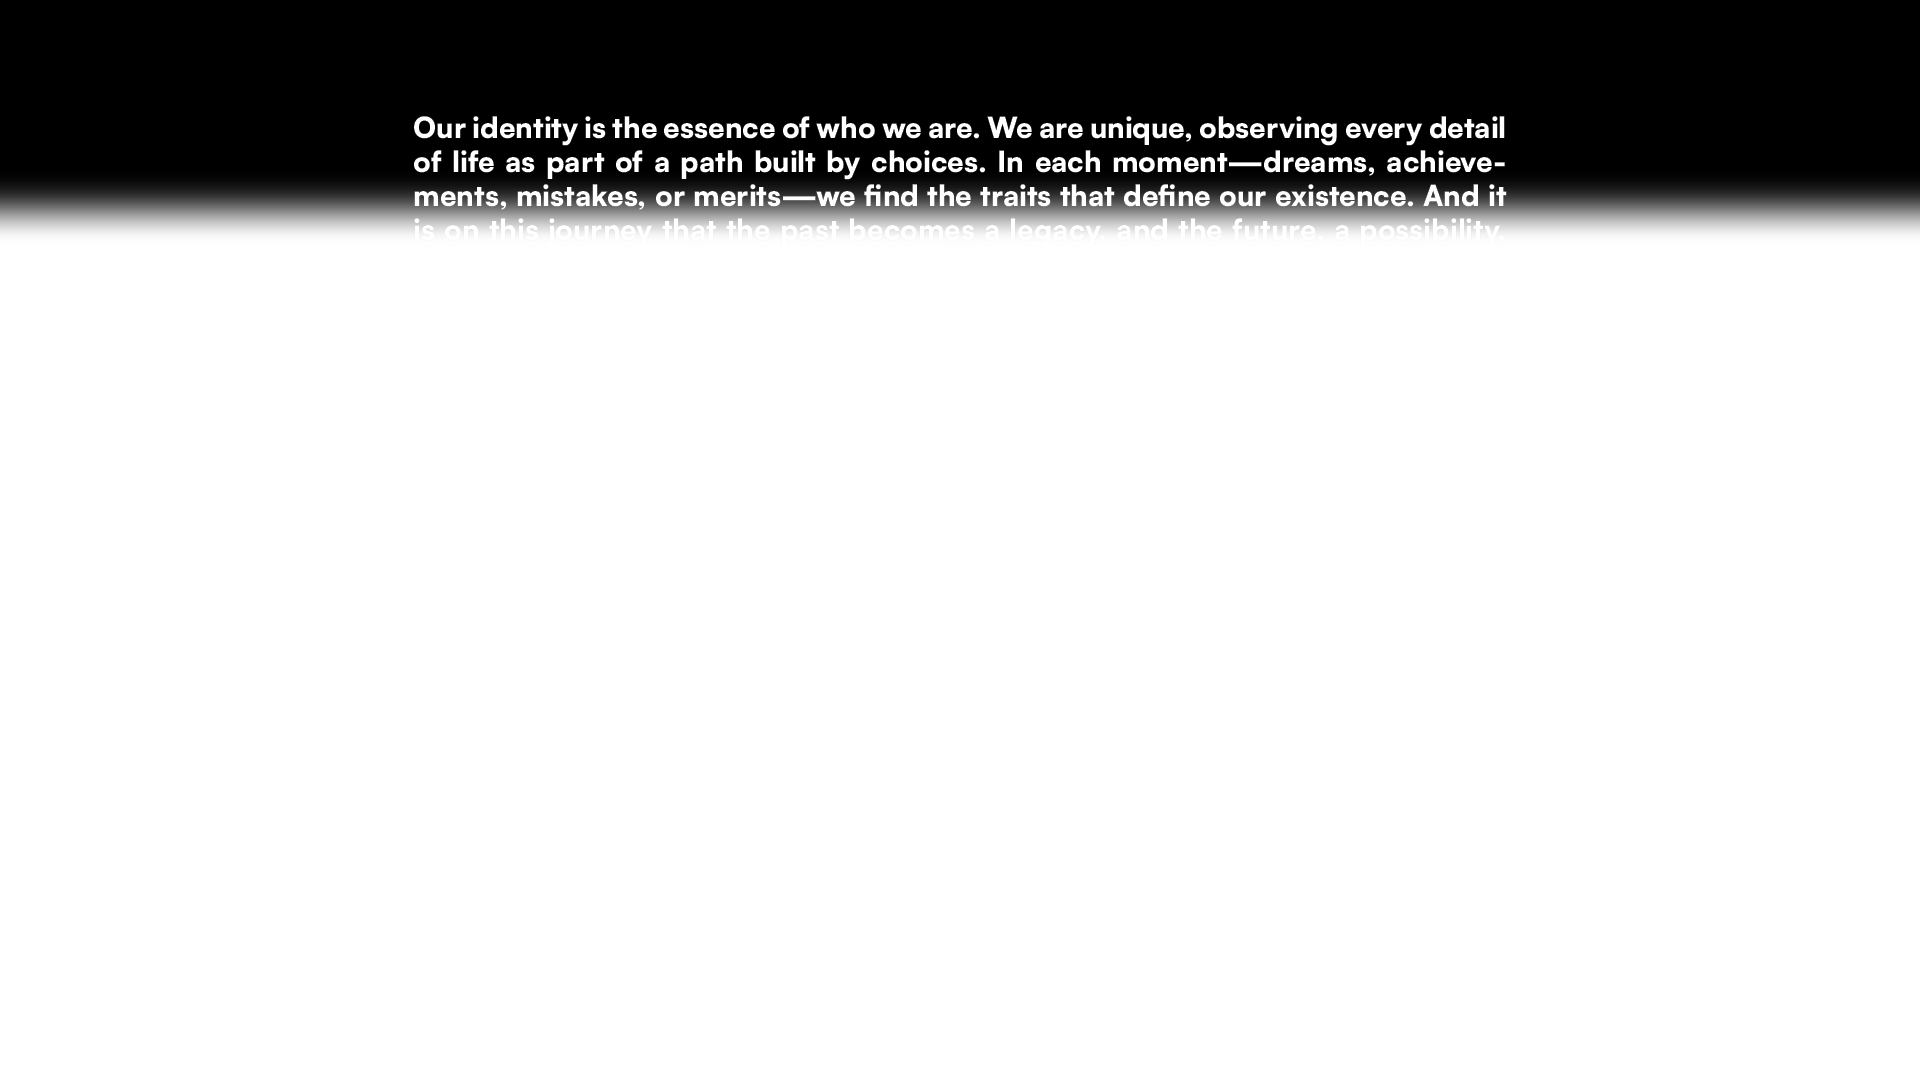 Our identity is the essence of who we are. We are unique, observing every detail
of life as part of a path built by choices. In each moment—dreams, achieve-
ments, mistakes, or merits—we find the traits that define our existence. And it
is on this journey that the past becomes a legacy, and the future, a possibility.